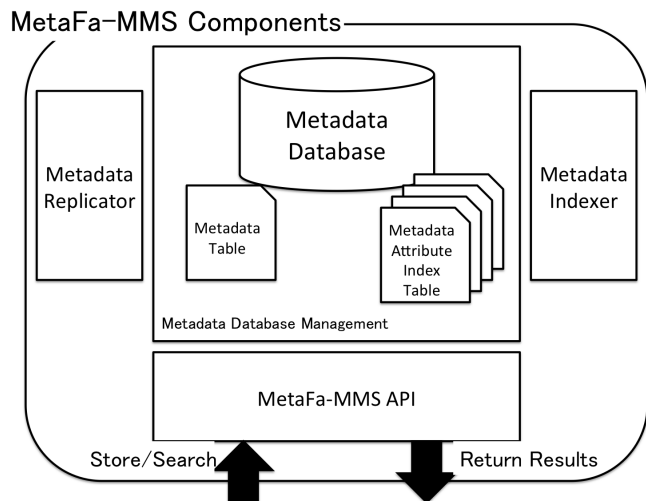 MetaFa-MMS Components
Metadata
Database
Metadata
Replicator
Metadata
Indexer
Metadata
Table
Metadata
Attribute
Index
Table
Metadata Database Management
MetaFa-MMS API
Store/Search
Return Results